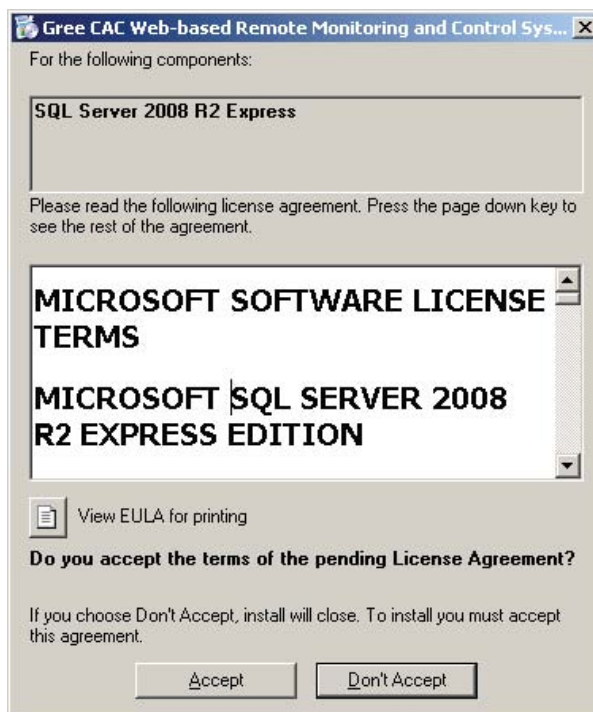 Gree CAC Web-based Remote Monitoring and Control Sys...
For the following components:
SQL Server 2008 R2 Express
Please read the following license agreement. Press the page down key to
see the rest of the agreement.
MICROSOFT SOFTWARE LICENSE
TERMS
MICROSOFT SQL SERVER 2008
R2 EXPRESS EDITION
View EULA for printing
Do you accept the terms of the pending License Agreement?
If you choose Don't Accept, install will close. To install you must accept
this agreement.
Accept
Don't Accept